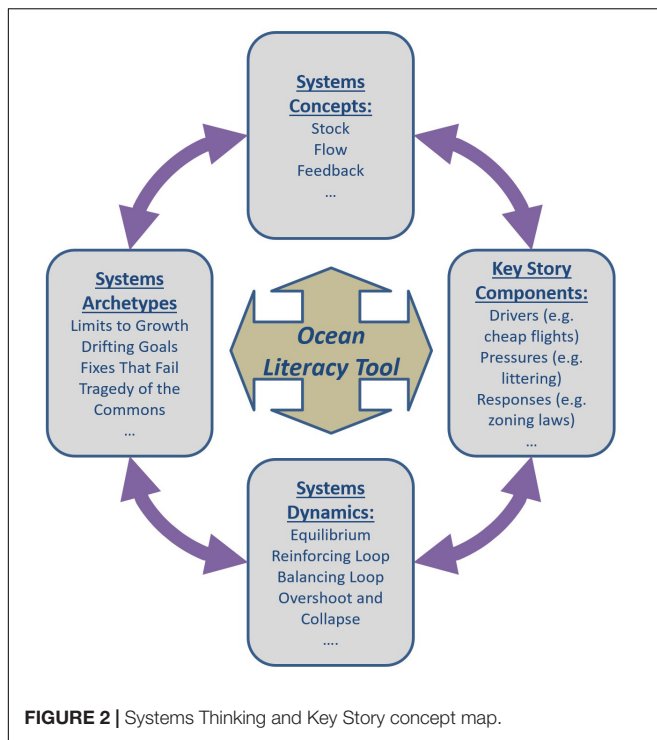 Systems
Concepts:
Stock
Flow
Feedback
...
Systems
Archetypes
Limits to Growth
Drifting Goals
Fixes That Fail
Tragedy of the
Commons
...
Ocean
Literacy Tool
Key Story
Components:
Drivers (e.g.
cheap flights)
Pressures (e.g.
littering)
Responses (e.g.
zoning laws)
...
Systems
Dynamics:
Equilibrium
Reinforcing Loop
Balancing Loop
Overshoot and
Collapse
....
FIGURE 2 | Systems Thinking and Key Story concept map.